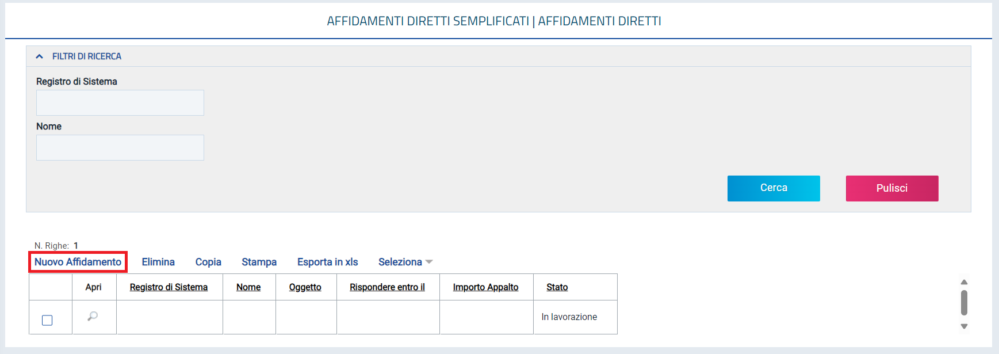 AFFIDAMENTI DIRETTI SEMPLIFICATI | AFFIDAMENTI DIRETTI
FILTRI DI RICERCA
Registro di Sistema
Nome
Cerca Pulisci
N. Righe: 1
Nuovo Affidamento Elimina Copia Stampa Esporta in xls Seleziona
Apri Registro di Sistema Nome Oggetto Rispondere entro il Importo Appalto Stato
In lavorazione